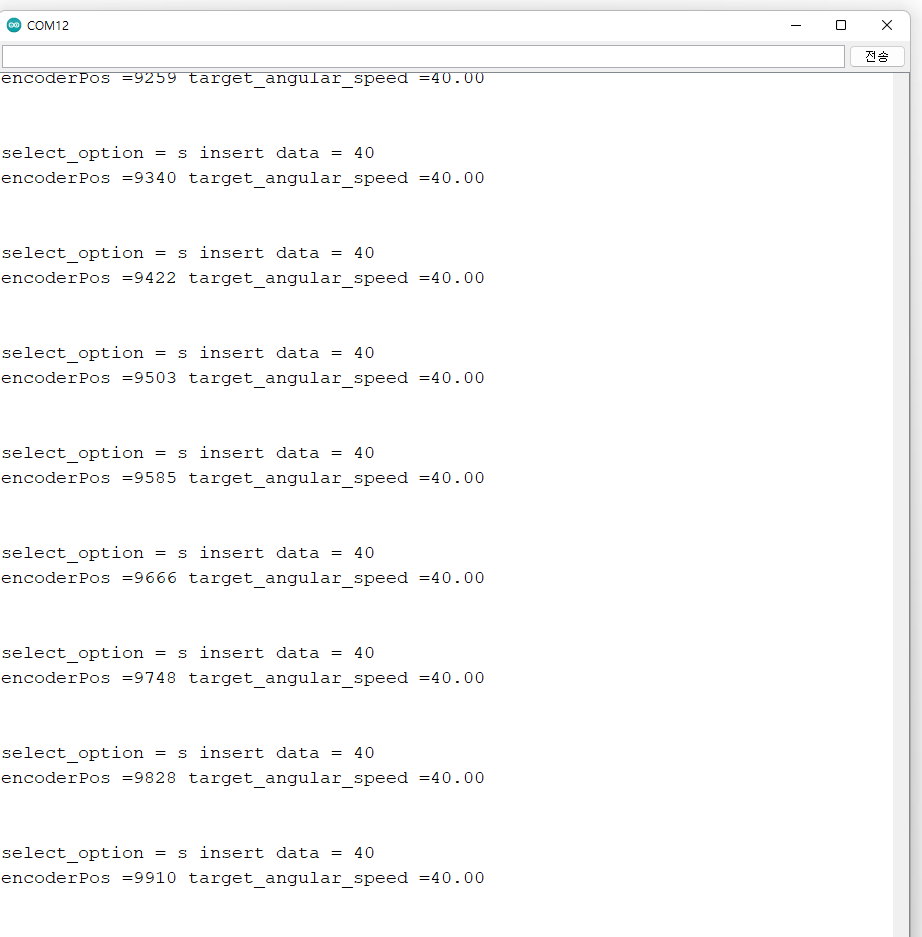 COM12
전송
encoderPos =9259 target_angular_speed =40.00
select_option = s insert data = 40
encoderPos =9340 target_angular_speed =40.00
select_option = s insert data = 40
encoderPos =9422 target_angular_speed =40.00
select_option = s insert data = 40
encoderPos =9503 target_angular_speed =40.00
select_option = s insert data = 40
encoderPos =9585 target_angular_speed =40.00
select_option = s insert data = 40
encoderPos =9666 target_angular_speed =40.00
select_option = s insert data = 40
encoderPos =9748 target_angular_speed =40.00
select_option = s insert data = 40
encoderPos =9828 target_angular_speed =40.00
select_option = s insert data = 40
encoderPos =9910 target_angular_speed =40.00